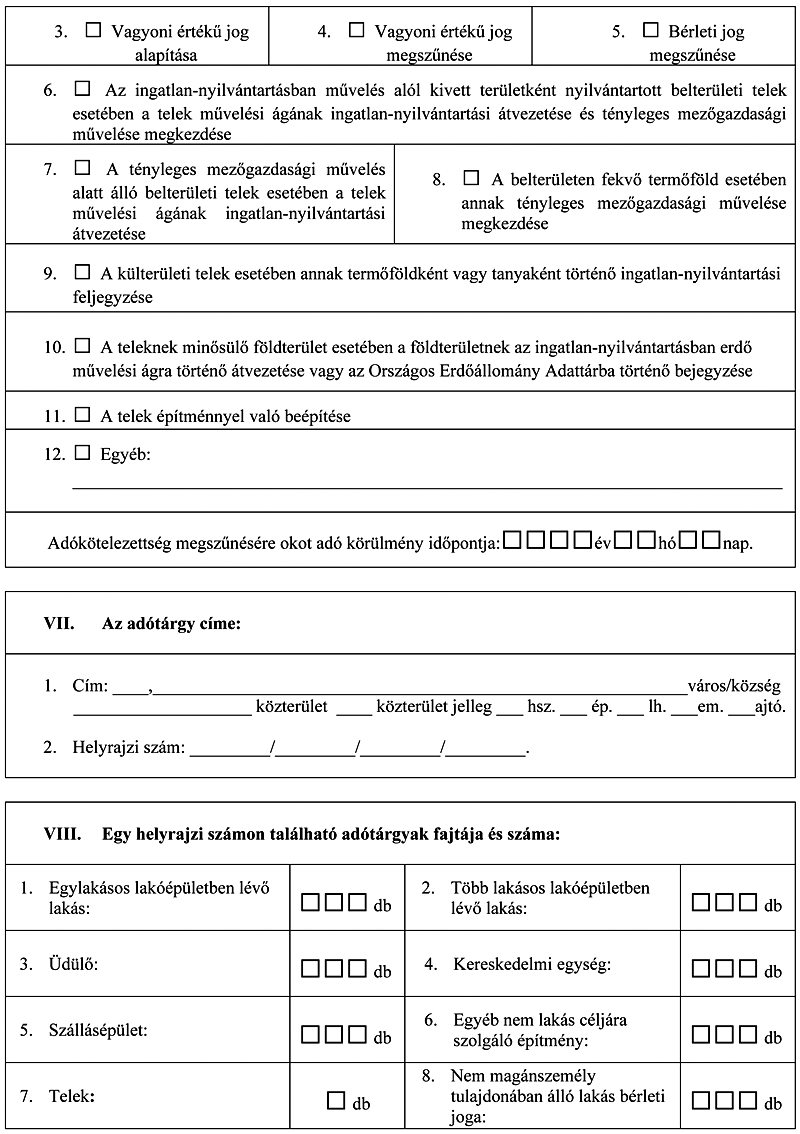 3. ☐ Vagyoni értékű jog alapítása
4. ☐ Vagyoni értékű jog megszűnése
5. ☐ Bérleti jog megszűnése
6. ☐ Az ingatlan-nyilvántartásban művelés alól kivett területként nyilvántartott belterületi telek
esetében a telek művelési ágának ingatlan-nyilvántartási átvezetése és tényleges mezőgazdasági
művelése megkezdése
7. ☐ A tényleges mezőgazdasági művelés
alatt álló belterületi telek esetében a telek
művelési ágának ingatlan-nyilvántartási
átvezetése
8. ☐ A belterületen fekvő termőföld esetében
annak tényleges mezőgazdasági művelése
megkezdése
9. ☐ A külterületi telek esetében annak termőföldként vagy tanyaként történő ingatlan-nyilvántartási
feljegyzése
10. ☐ A teleknek minősülő földterület esetében a földterületnek az ingatlan-nyilvántartásban erdő
művelési ágra történő átvezetése vagy az Országos Erdőállomány Adattárba történő bejegyzése
11. ☐ A telek építménnyel való beépítése
12. ☐ Egyéb:
Adókötelezettség megszűnésére okot adó körülmény időpontja: ☐☐☐☐év☐☐hó☐☐nap.
VII. Az adótárgy címe:
1. Cím: ____,______________________________________________város/község
____________________ közterület ____ közterület jelleg ___ hsz. ___ ép. ___ lh. ___em. ___ajtó.
2. Helyrajzi szám: _________/_________/_________/_________.
VIII. Egy helyrajzi számon található adótárgyak fajtája és száma:
1. Egylakásos lakóépületben lévő
lakás:
☐☐☐ db
2. Több lakásos lakóépületben
lévő lakás:
☐☐☐ db
3. Üdülő:
☐☐☐ db
4. Kereskedelmi egység:
☐☐☐ db
5. Szállásépület:
☐☐☐ db
6. Egyéb nem lakás céljára
szolgáló építmény:
☐☐☐ db
7. Telek:
☐ db
8. Nem magánszemély
tulajdonában álló lakás bérleti
joga:
☐☐☐ db